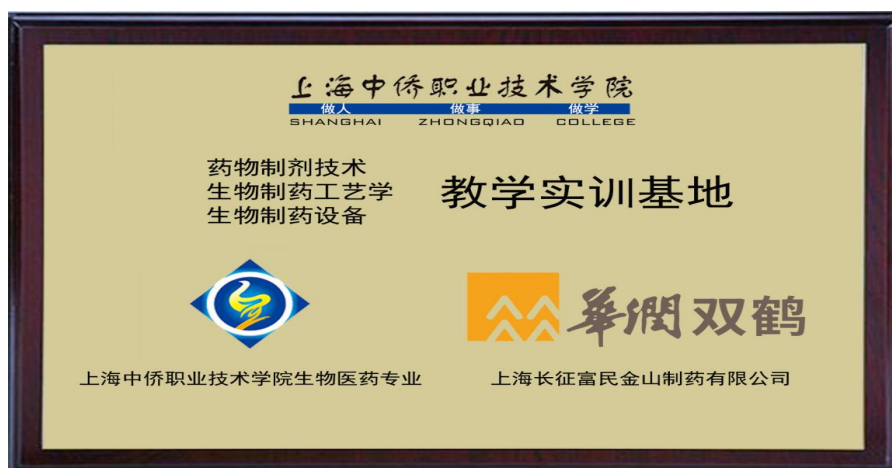 上海中侨职业技术学院
做人 做事 做学
SHANGHAI ZHONGQIAO COLLEGE
药物制剂技术
生物制药工艺学
生物制药设备
教学实训基地
華潤双鹤
上海中侨职业技术学院生物医药专业
上海长征富民金山制药有限公司